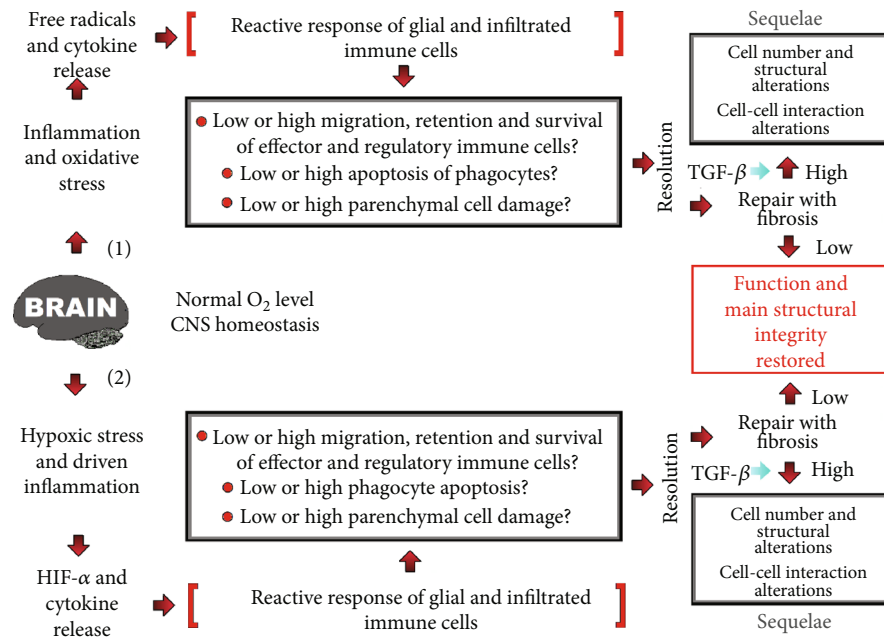 Free radicals
and cytokine
release
Reactive response of glial and infiltrated
immune cells
Sequelae
Cell number and
structural
alterations
Cell-cell interaction
alterations
Inflammation
and oxidative
stress
Low or high migration, retention and survival
of effector and regulatory immune cells?
Low or high apoptosis of phagocytes?
Low or high parenchymal cell damage?
Resolution
TGF-β
High
Repair with
fibrosis
Low
(1)
BRAIN
Normal O₂ level
CNS homeostasis
Function and
main structural
integrity
restored
(2)
Hypoxic stress
and driven
inflammation
Low or high migration, retention and survival
of effector and regulatory immune cells?
Low or high phagocyte apoptosis?
Low or high parenchymal cell damage?
Resolution
Low
Repair with
fibrosis
TGF-β
High
Cell number and
structural
alterations
Cell-cell interaction
alterations
Sequelae
HIF-α and
cytokine
release
Reactive response of glial and infiltrated
immune cells